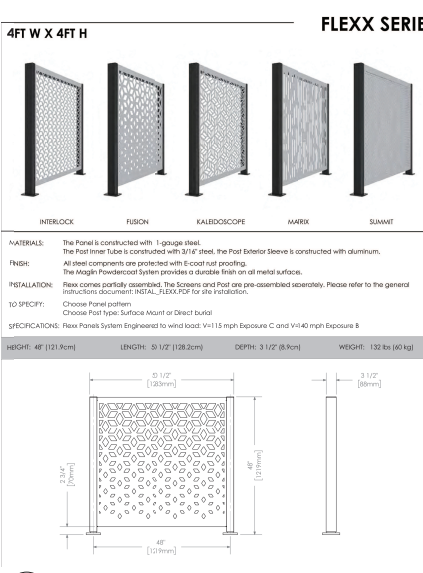 FLEXX SERIE
4FT W X 4FT H
INTERLOCK FUSION KALEIDOSCOPE MATRIX SUMMIT
MATERIALS: The Panel is constructed with 1-gauge steel.
The Post Inner Tube is constructed with 3/16" steel, the Post Exterior Sleeve is constructed with aluminum.
FINISH: All steel compnents are protected with E-coat rust proofing.
The Maglin Powdercoat System provides a durable finish on all metal surfaces.
INSTALLATION: Flexx comes partially assembled. The Screens and Post are pre-assembled seperately. Please refer to the general
instructions document: INSTAL_FLEXX.PDF for site installation.
TO SPECIFY: Choose Panel pattern
Choose Post type: Surface Mount or Direct burial
SPECIFICATIONS: Flexx Panels System Engineered to wind load: V=115 mph Exposure C and V=140 mph Exposure B
HEIGHT: 48" (121.9cm) LENGTH: 50 1/2" (128.2cm) DEPTH: 3 1/2" (8.9cm) WEIGHT: 132 lbs (60 kg)
50 1/2"
[1283mm]
3 1/2"
[88mm]
2 3/4"
[70mm]
48"
[1219mm]
48"
[1219mm]